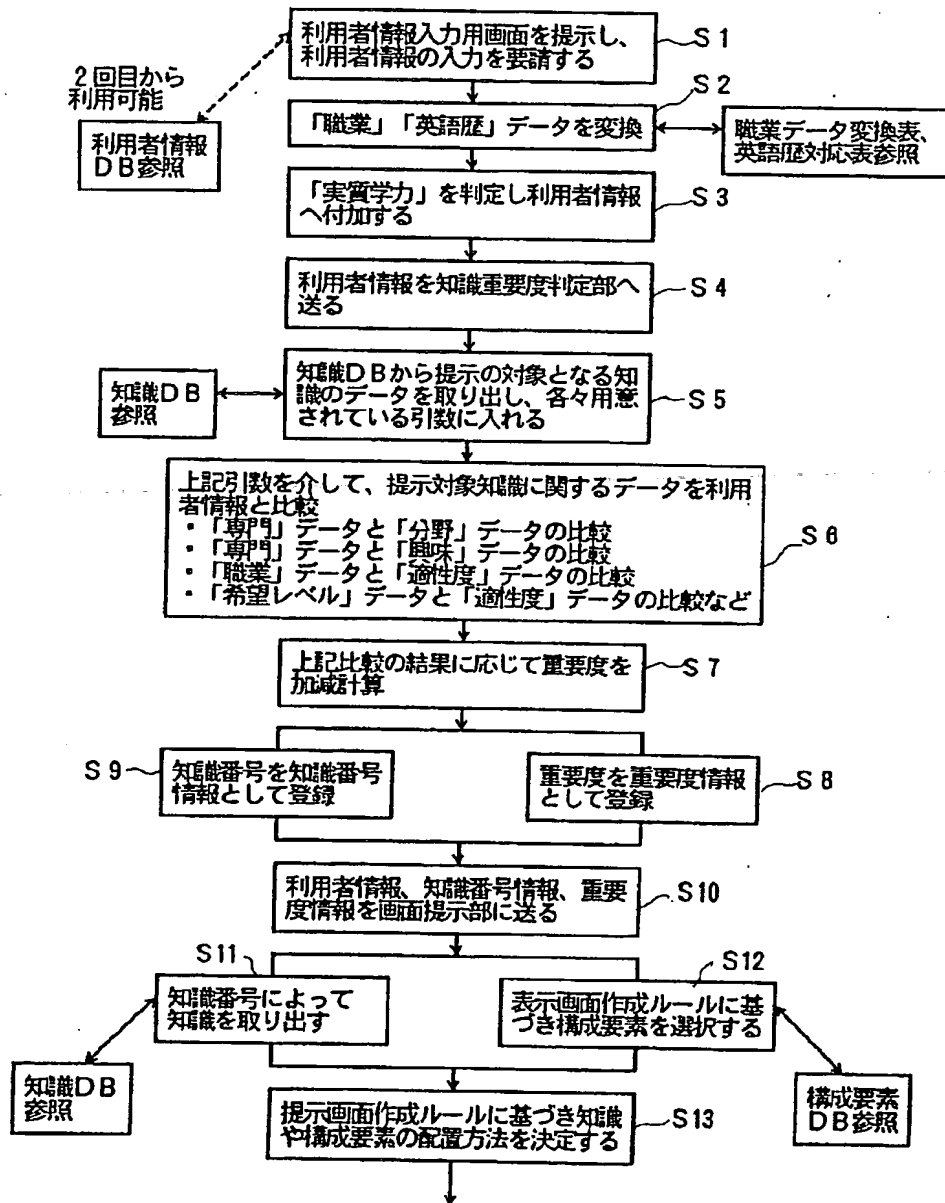 利用者情報入力用画面を提示し、
利用者情報の入力を要請する
S1
2回目から
利用可能
利用者情報
DB参照
「職業」「英語歴」データを変換
S2
職業データ変換表、
英語歴対応表参照
「実質学力」を判定し利用者情報
へ付加する
S3
利用者情報を知識重要度判定部へ
送る
S4
知識DB
参照
知識DBから提示の対象となる知
識のデータを取り出し、各々用意
されている引数に入れる
S5
上記引数を介して、提示対象知識に関するデータを利用
者情報と比較
・「専門」データと「分野」データの比較
・「専門」データと「興味」データの比較
・「職業」データと「適性度」データの比較
・「希望レベル」データと「適性度」データの比較など
S6
上記比較の結果に応じて重要度を
加減計算
S7
S9
知識番号を知識番号
情報として登録
重要度を重要度情報
として登録
S8
利用者情報、知識番号情報、重要
度情報を画面提示部に送る
S10
S11
知識番号によって
知識を取り出す
S12
表示画面作成ルールに基
づき構成要素を選択する
知識DB
参照
構成要素
DB参照
提示画面作成ルールに基づき知識
や構成要素の配置方法を決定する
S13